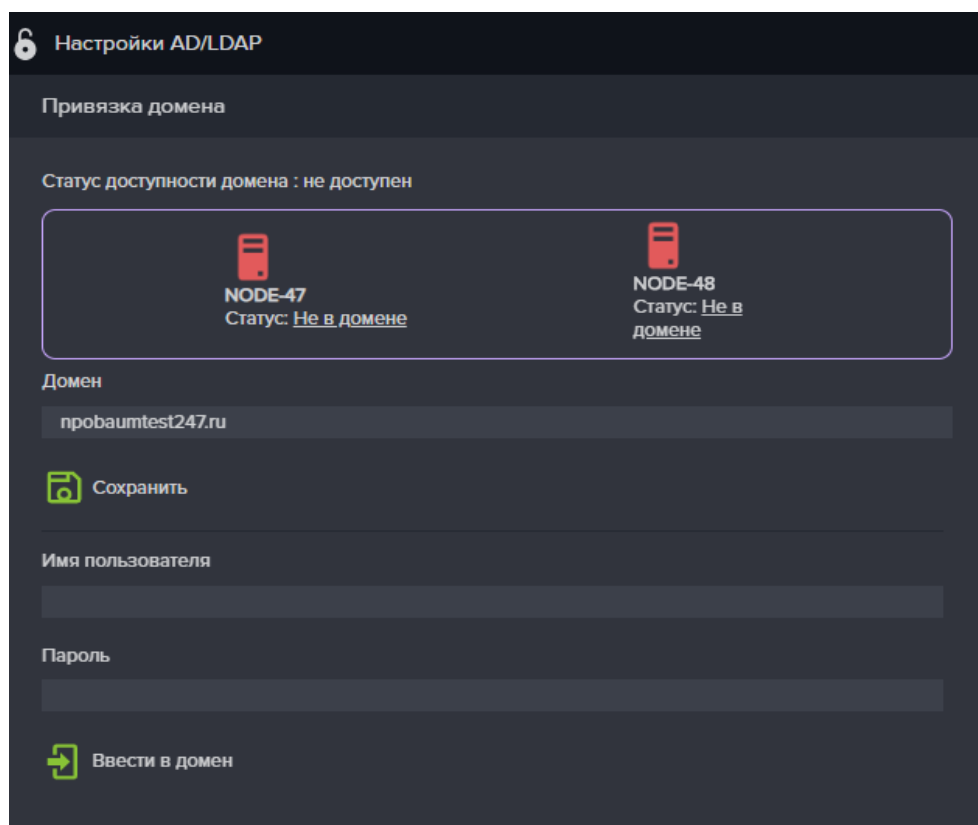 Настройки AD/LDAP
Привязка домена
Статус доступности домена : не доступен
NODE-47
Статус: Не в домене
NODE-48
Статус: Не в
домене
Домен
npobaumtest247.ru
Сохранить
Имя пользователя
Пароль
Ввести в домен